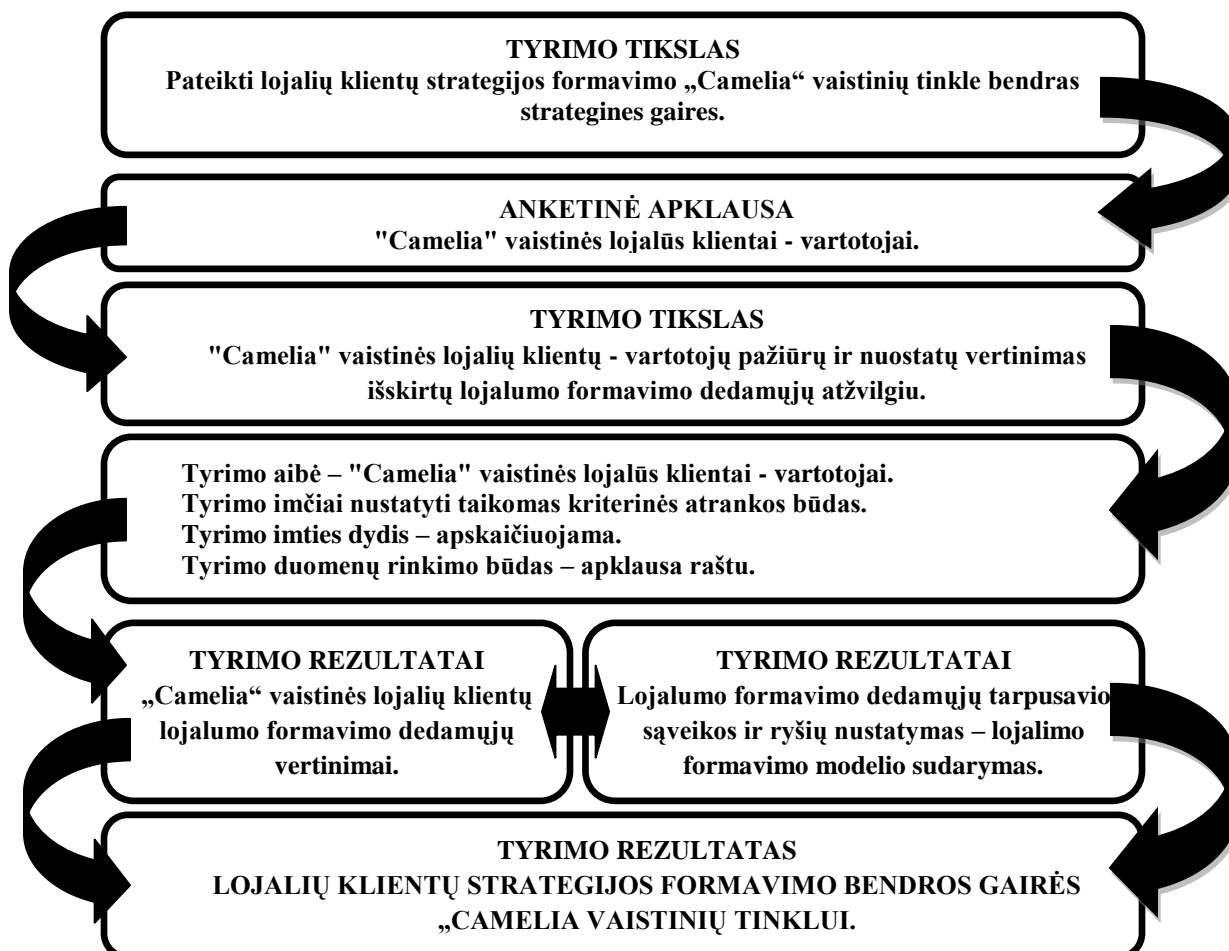 TYRIMO TIKSLAS
Pateikti lojalių klientų strategijos formavimo „Camelia“ vaistinių tinkle bendras
strategines gaires.
ANKETINĖ APKLAUSA
"Camelia" vaistinės lojalūs klientai - vartotojai.
TYRIMO TIKSLAS
"Camelia" vaistinės lojalių klientų - vartotojų pažiūrų ir nuostatų vertinimas
išskirtų lojalumo formavimo dedamųjų atžvilgiu.
Tyrimo aibė – "Camelia" vaistinės lojalūs klientai - vartotojai.
Tyrimo imčiai nustatyti taikomas kriterinės atrankos būdas.
Tyrimo imties dydis – apskaičiuojama.
Tyrimo duomenų rinkimo būdas – apklausa raštu.
TYRIMO REZULTATAI
„Camelia“ vaistinės lojalių klientų
lojalumo formavimo dedamųjų
vertinimai.
TYRIMO REZULTATAI
Lojalumo formavimo dedamųjų tarpusavio
sąveikos ir ryšių nustatymas – lojalimo
formavimo modelio sudarymas.
TYRIMO REZULTATAS
LOJALIŲ KLIENTŲ STRATEGIJOS FORMAVIMO BENDROS GAIRĖS
„CAMELIA VAISTINIŲ TINKLUI.